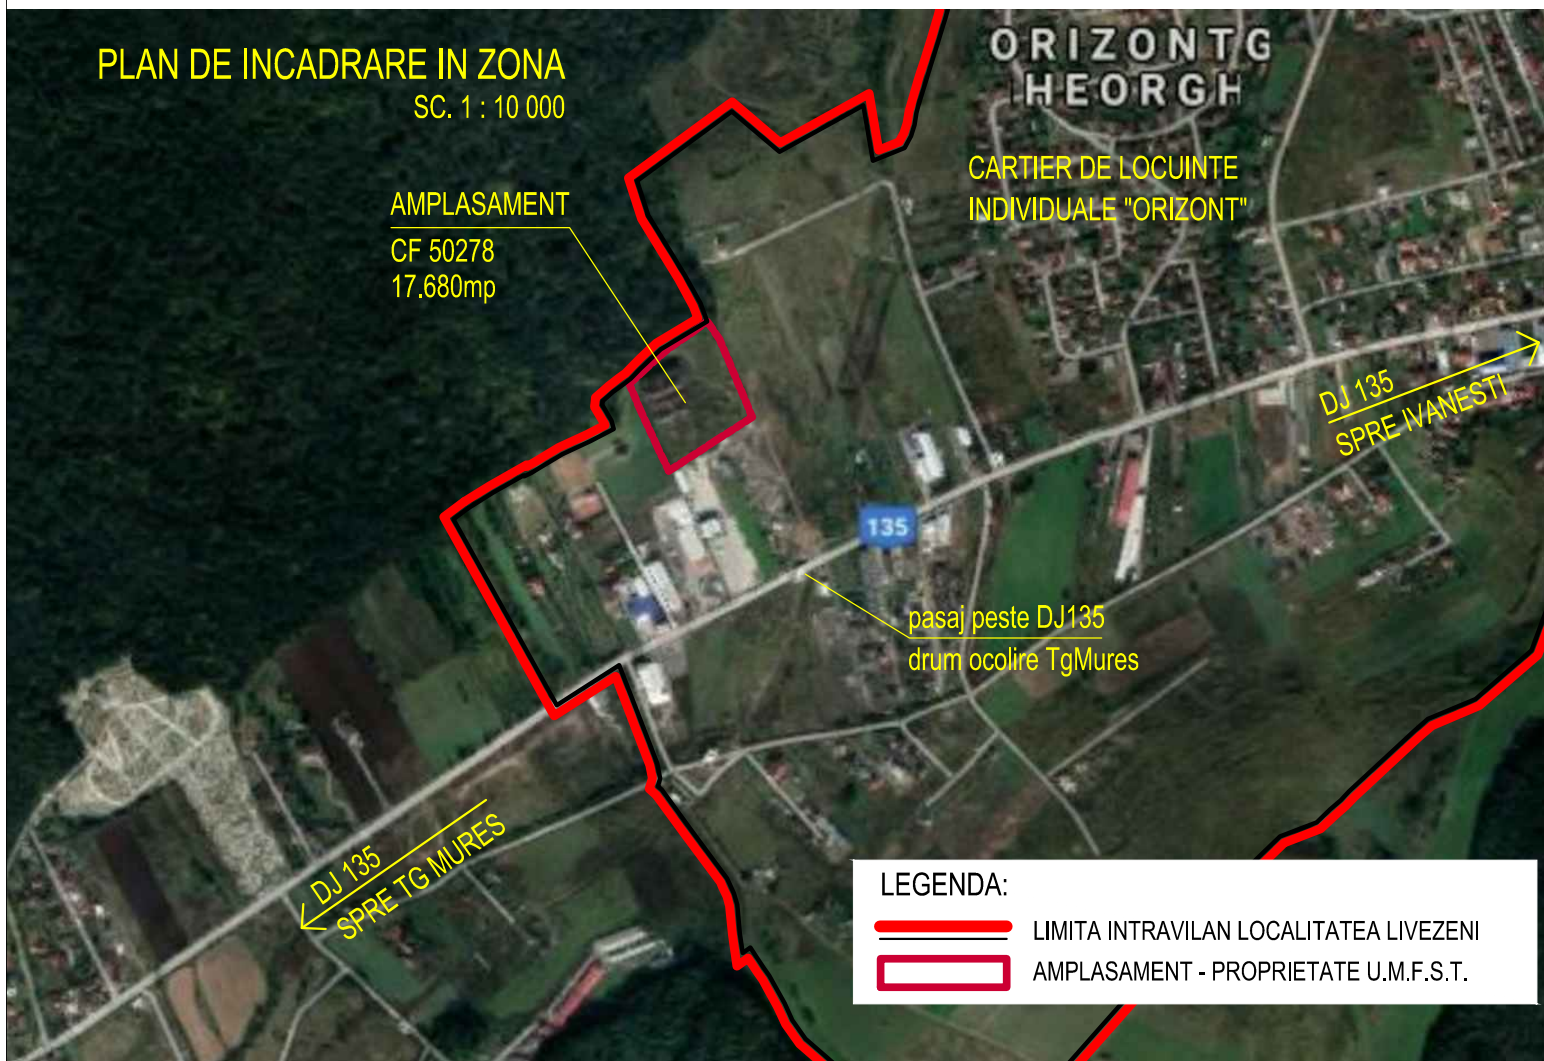 PLAN DE INCADRARE IN ZONA
SC. 1 : 10 000
ORIZONTG
HEORGH
CARTIER DE LOCUINTE
INDIVIDUALE "ORIZONT"
AMPLASAMENT
CF 50278
17.680mp
DJ 135
SPRE IVANESTI
135
pasaj peste DJ135
drum ocolire TgMures
DJ 135
SPRE TG MURES
LEGENDA:
LIMITA INTRAVILAN LOCALITATEA LIVEZENI
AMPLASAMENT - PROPRIETATE U.M.F.S.T.